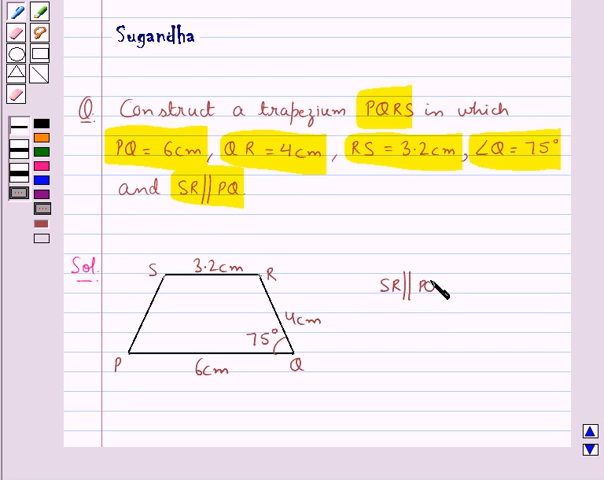 Sugandha
Q. Construct a trapezium PQRS in which
PQ = 6cm, QR = 4cm, RS = 3.2cm, ∠Q = 75°
and SR||PQ.
Sol.
S 3.2cm R
SR||PQ
4cm
75°
P 6cm Q